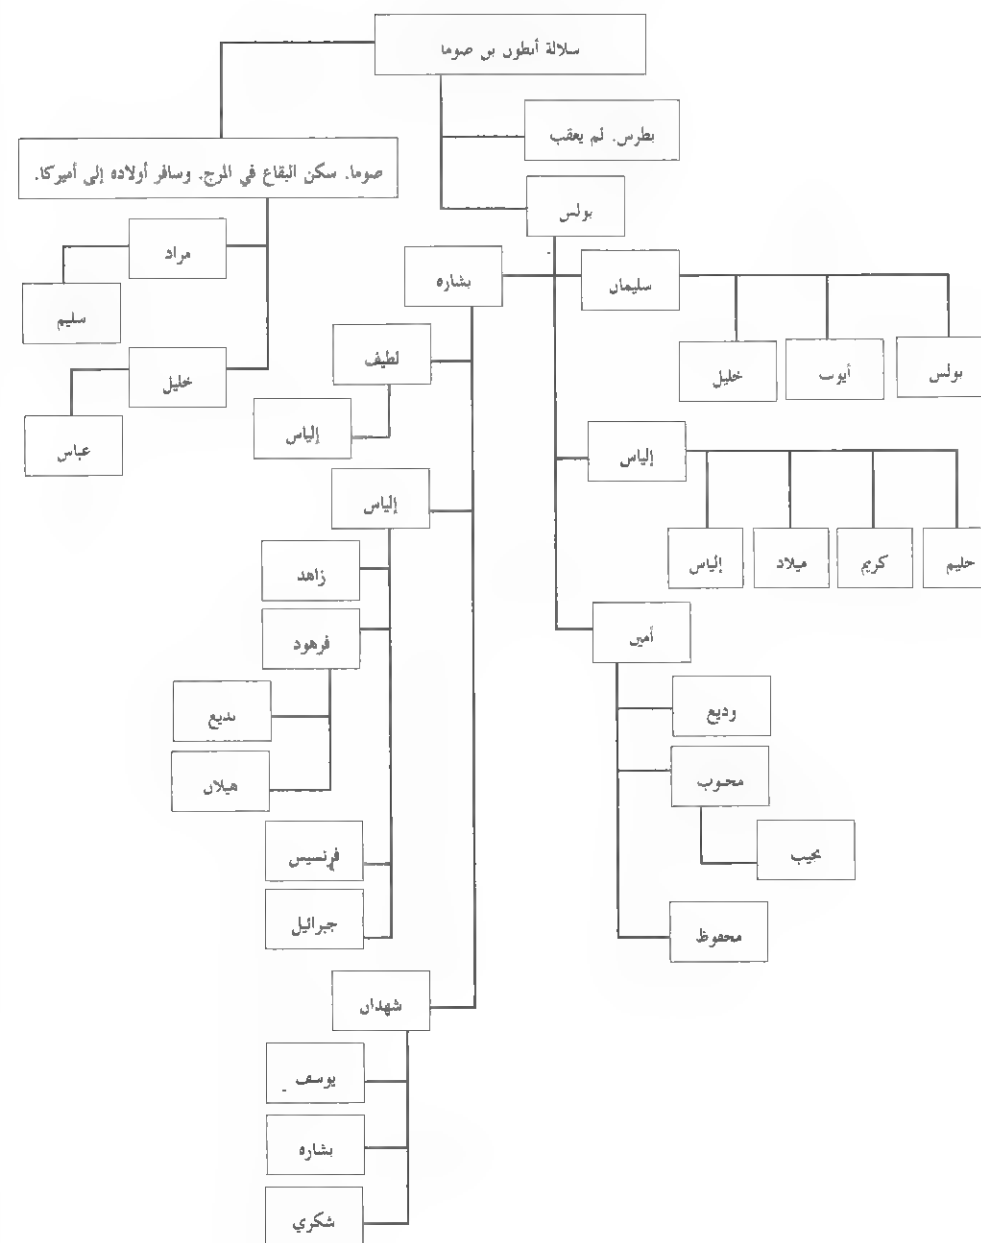 سلالة أنطون بن صوما
بطرس. لم يعقب
صوما. سكن البقاع في المرج. وسافر أولاده إلى أميركا.
بولس
مراد
بشاره
سليمان
سليم
لطيف
خليل
أيوب
بولس
خليل
إلياس
عباس
إلياس
إلياس
زاهد
إلياس
ميلاد
كريم
حليم
فرهود
أمين
بديع
وديع
هيلان
محبوب
فرنسيس
نجيب
جبرائيل
محفوظ
شهدان
يوسف
بشاره
شكري